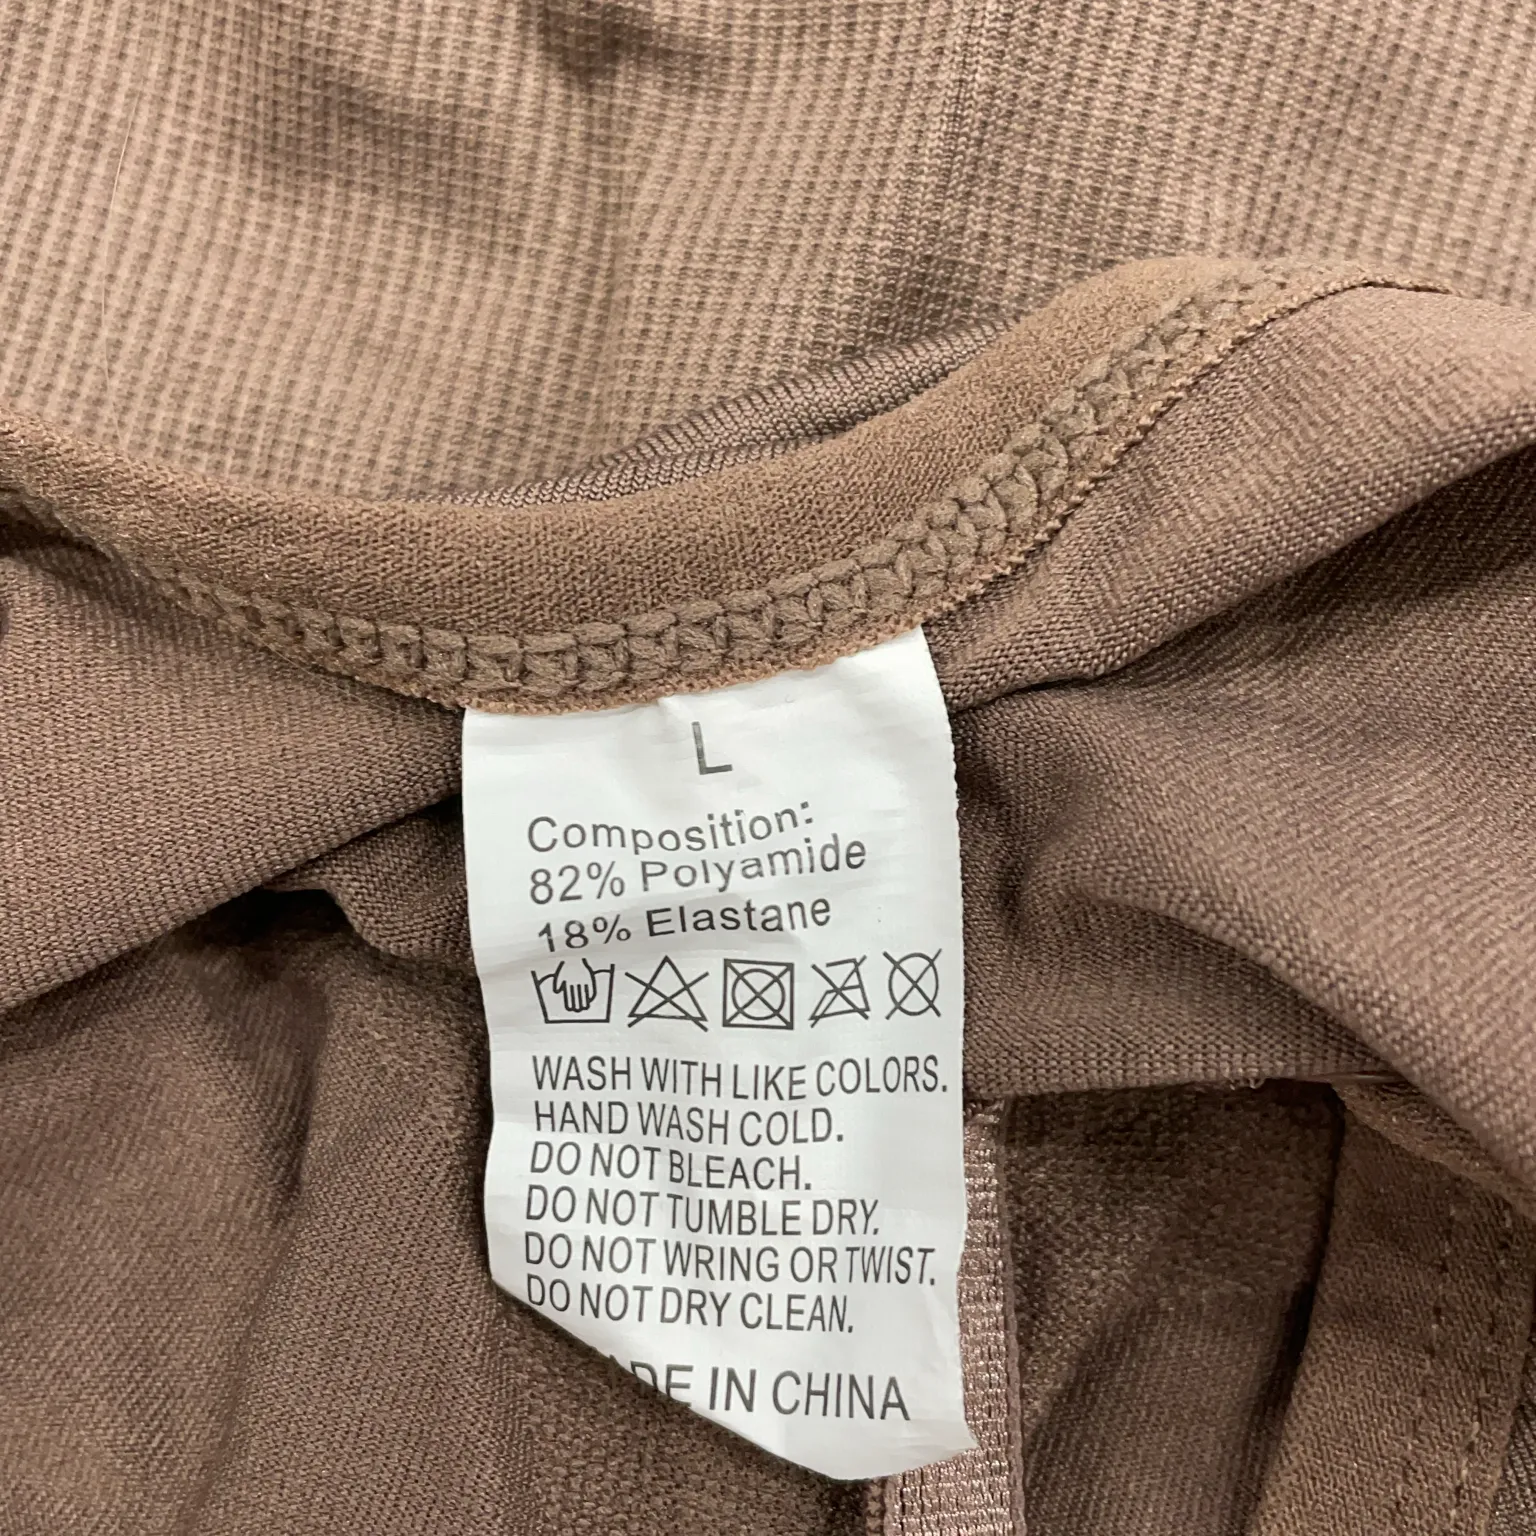 L
Composition:
82% Polyamide
18% Elastane
WASH WITH LIKE COLORS.
HAND WASH COLD.
DO NOT BLEACH.
DO NOT TUMBLE DRY.
DO NOT WRING OR TWIST.
DO NOT DRY CLEAN.
IN CHINA